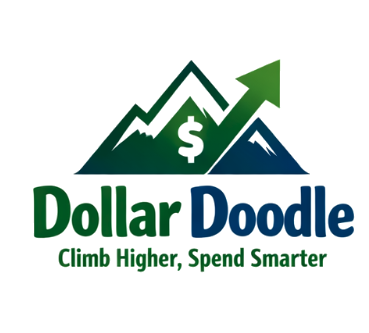 $
Dollar Doodle
Climb Higher, Spend Smarter